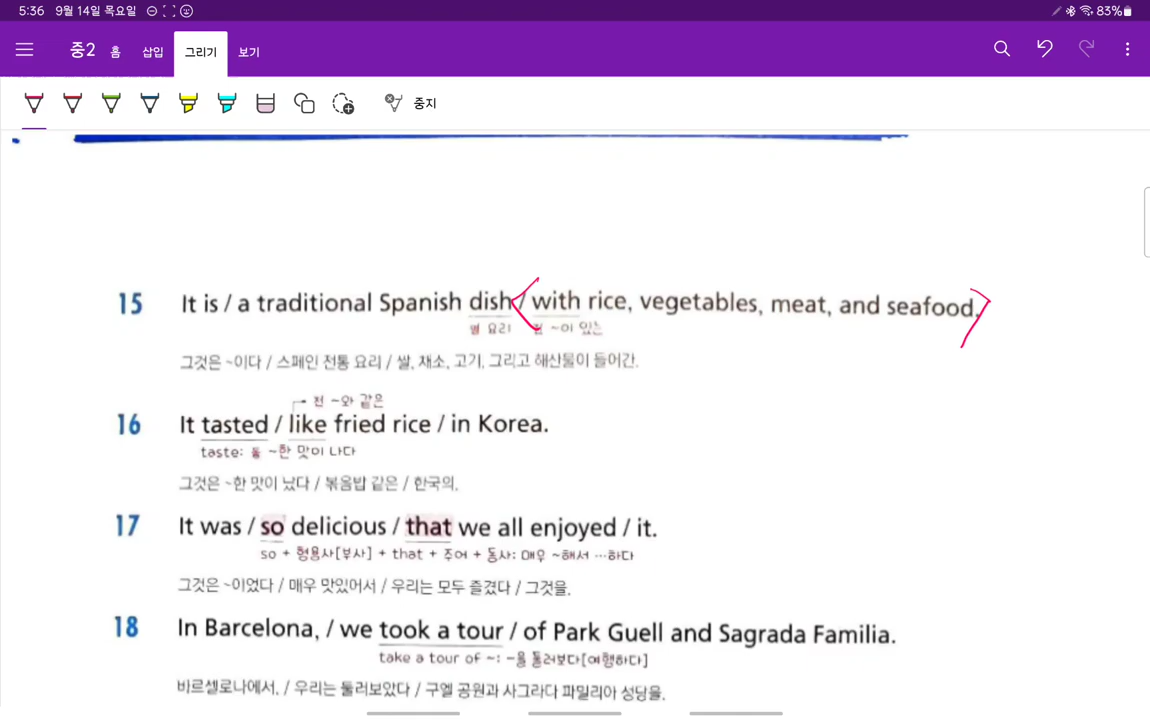 5:36 9월 14일 목요일 83%
중2 홈 삽입 그리기 보기
중지
15 It is / a traditional Spanish dish / with rice, vegetables, meat, and seafood.
명 요리 전 ~이 있는
그것은 ~이다 / 스페인 전통 요리 / 쌀, 채소, 고기, 그리고 해산물이 들어간.
전 ~와 같은
16 It tasted / like fried rice / in Korea.
taste: 동 ~한 맛이 나다
그것은 ~한 맛이 났다 / 볶음밥 같은 / 한국의.
17 It was / so delicious / that we all enjoyed / it.
so + 형용사[부사] + that + 주어 + 동사: 매우 ~해서 …하다
그것은 ~이었다 / 매우 맛있어서 / 우리는 모두 즐겼다 / 그것을.
18 In Barcelona, / we took a tour / of Park Guell and Sagrada Familia.
take a tour of ~: ~을 둘러보다[여행하다]
바르셀로나에서, / 우리는 둘러보았다 / 구엘 공원과 사그라다 파밀리아 성당을.